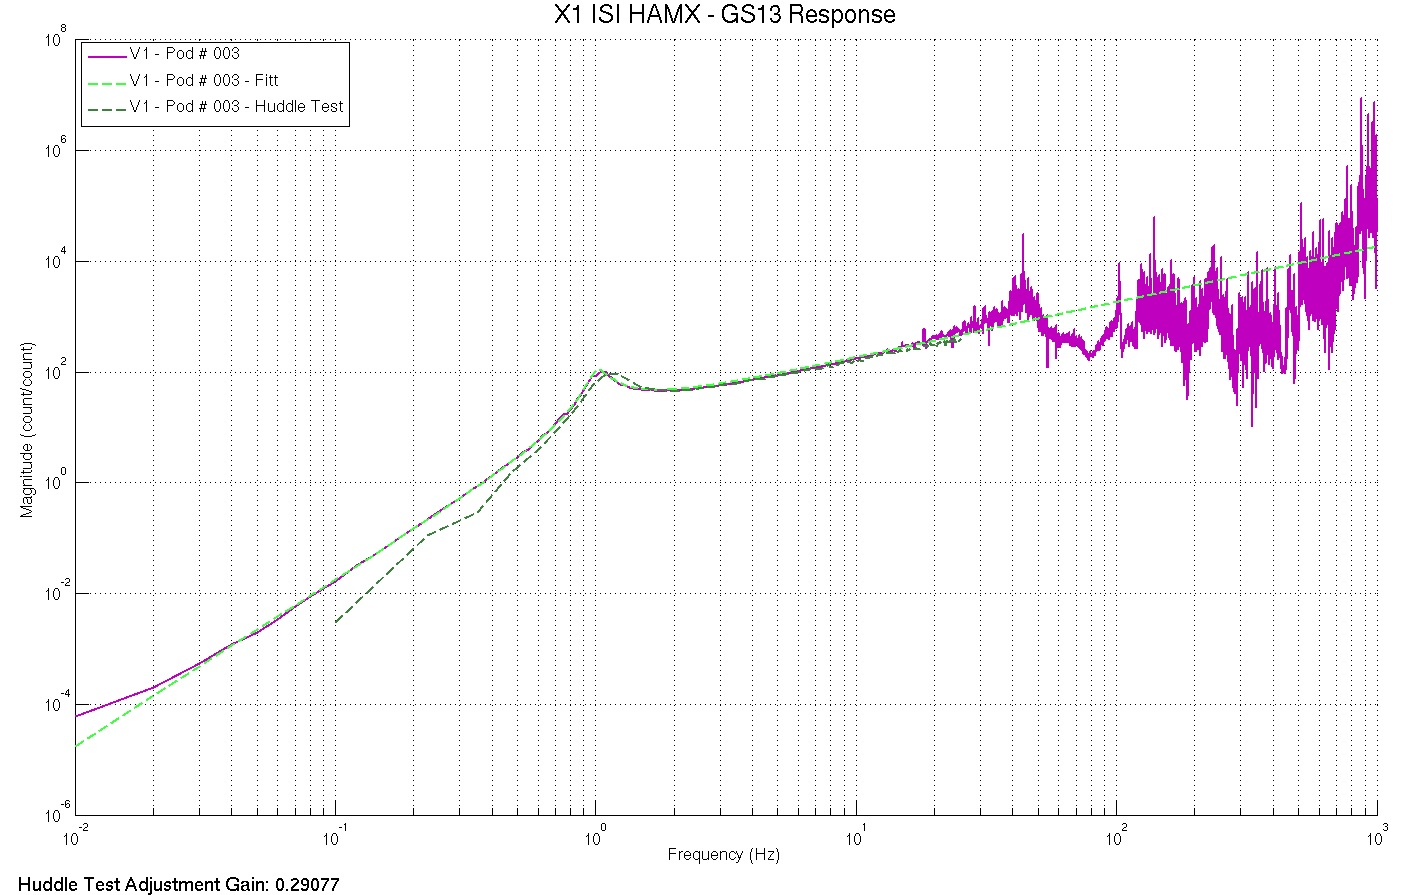 X1 ISI HAMX - GS13 Response
V1 - Pod # 003
V1 - Pod # 003 - Fitt
V1 - Pod # 003 - Huddle Test
10^8
10^6
10^4
10^2
10^0
10^-2
10^-4
10^-6
Magnitude (count/count)
10^-2 10^-1 10^0 10^1 10^2 10^3
Frequency (Hz)
Huddle Test Adjustment Gain: 0.29077